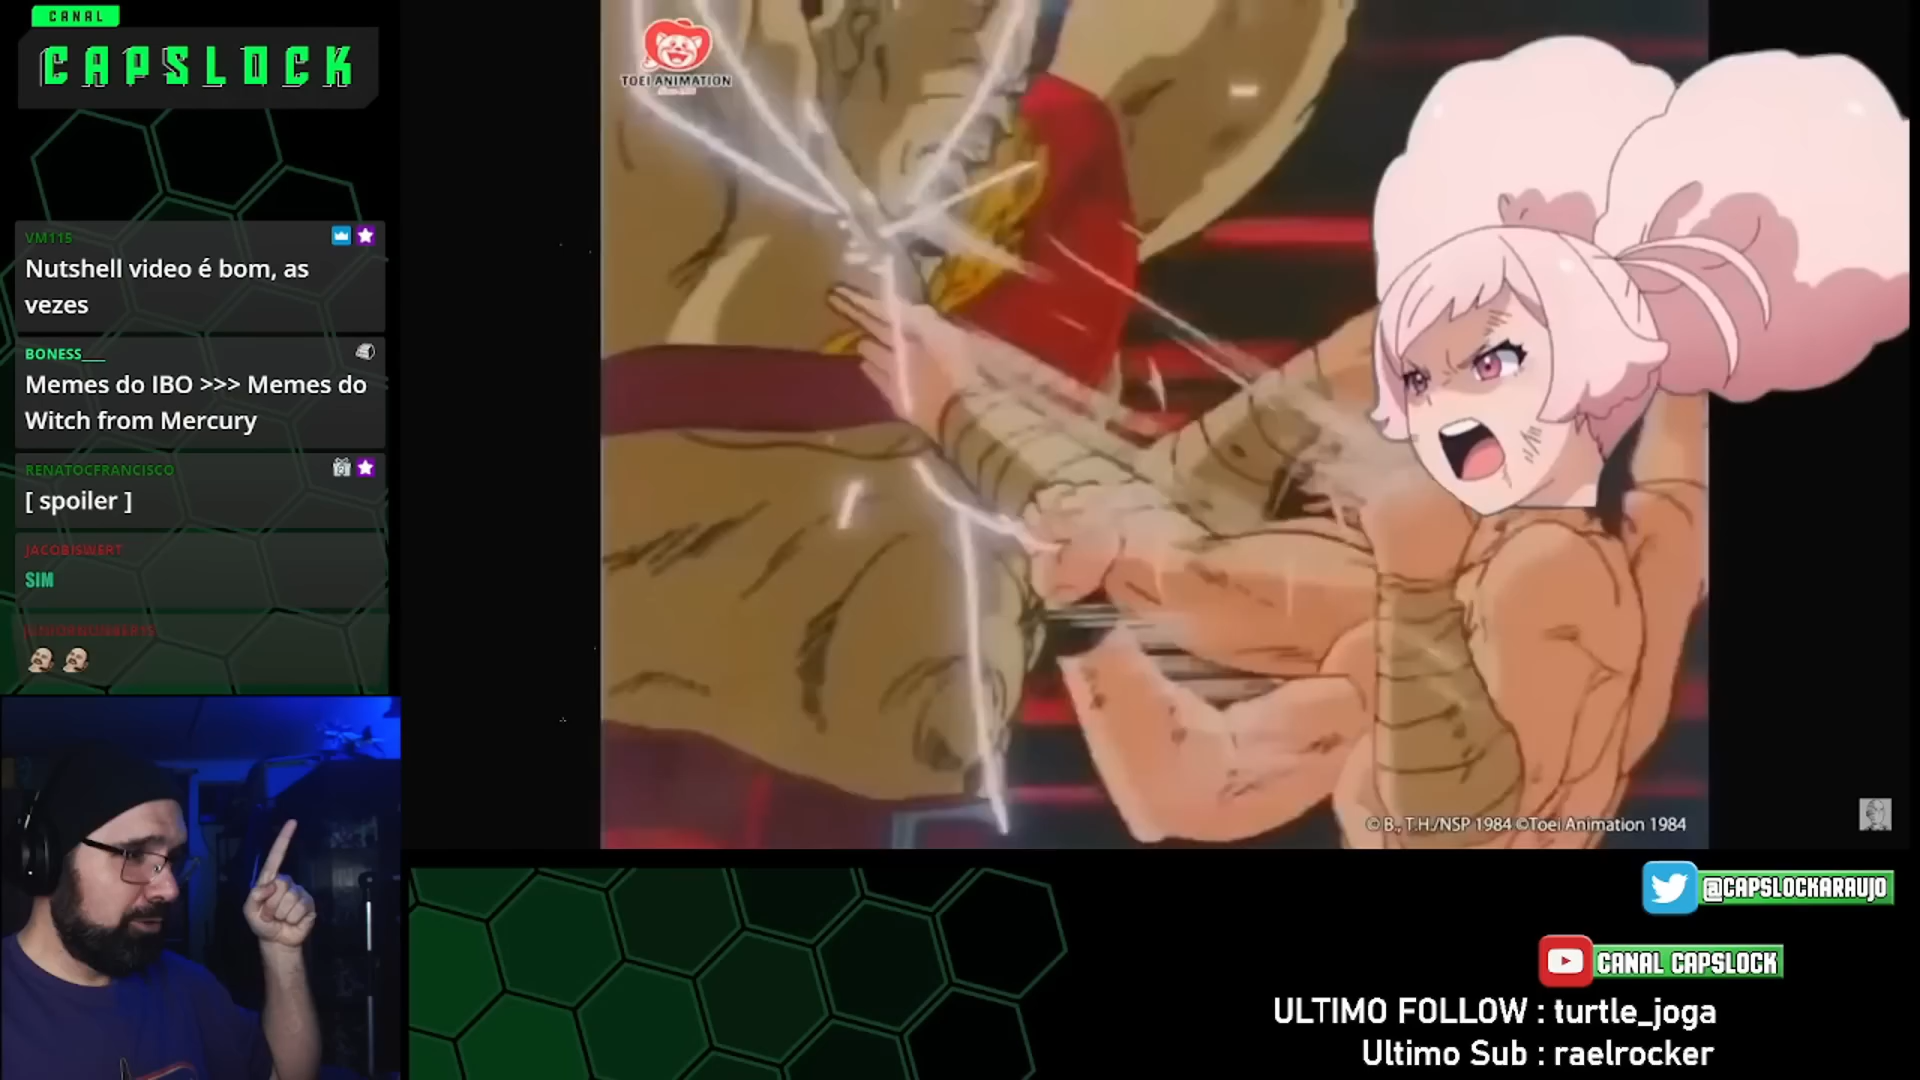 CANAL
CAPSLOCK
VM115
Nutshell video é bom, as
vezes
BONESS___
Memes do IBO >>> Memes do
Witch from Mercury
RENATOCFRANCISCO
[ spoiler ]
JACOBISWERT
SIM
TOEI ANIMATION
© B., T.H./NSP 1984 ©Toei Animation 1984
@CAPSLOCKARAUJO
CANAL CAPSLOCK
ULTIMO FOLLOW : turtle_joga
Ultimo Sub : raelrocker